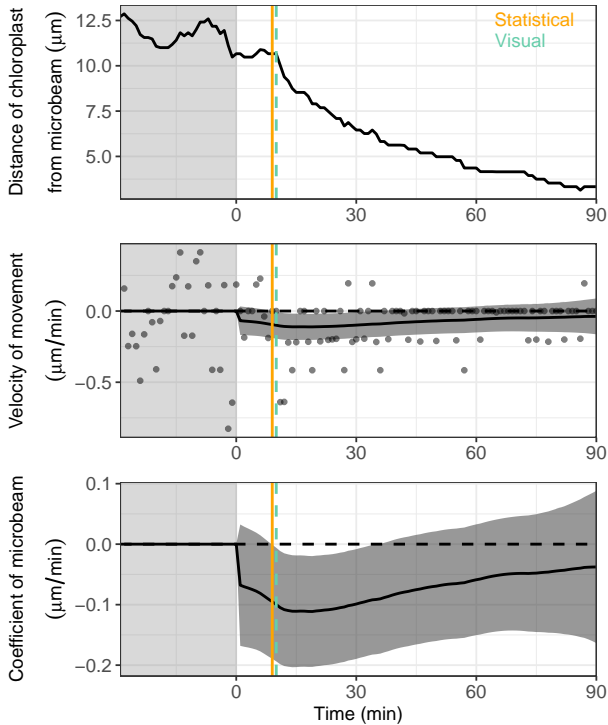 Distance of chloroplast
from microbeam (μm)
12.5
10.0
7.5
5.0
Statistical
Visual
0
30
60
90
Velocity of movement
(μm/min)
0.0
−0.5
0
30
60
90
Coefficient of microbeam
(μm/min)
0.1
0.0
−0.1
−0.2
0
30
60
90
Time (min)